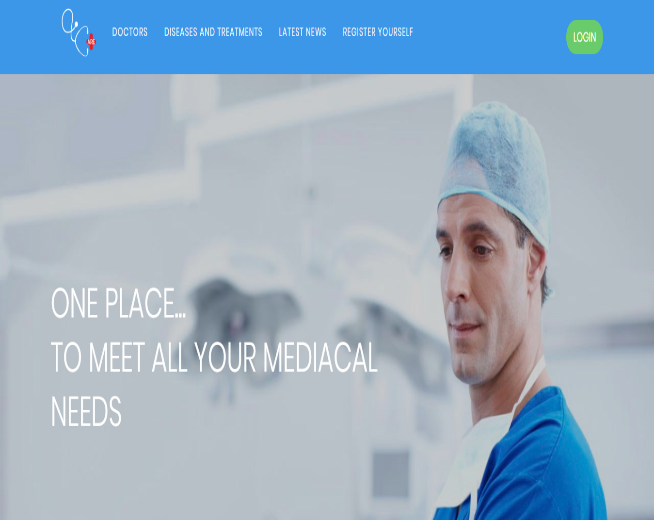 DOCTORS DISEASES AND TREATMENTS LATEST NEWS REGISTER YOURSELF LOGIN
ONE PLACE...
TO MEET ALL YOUR MEDIACAL
NEEDS